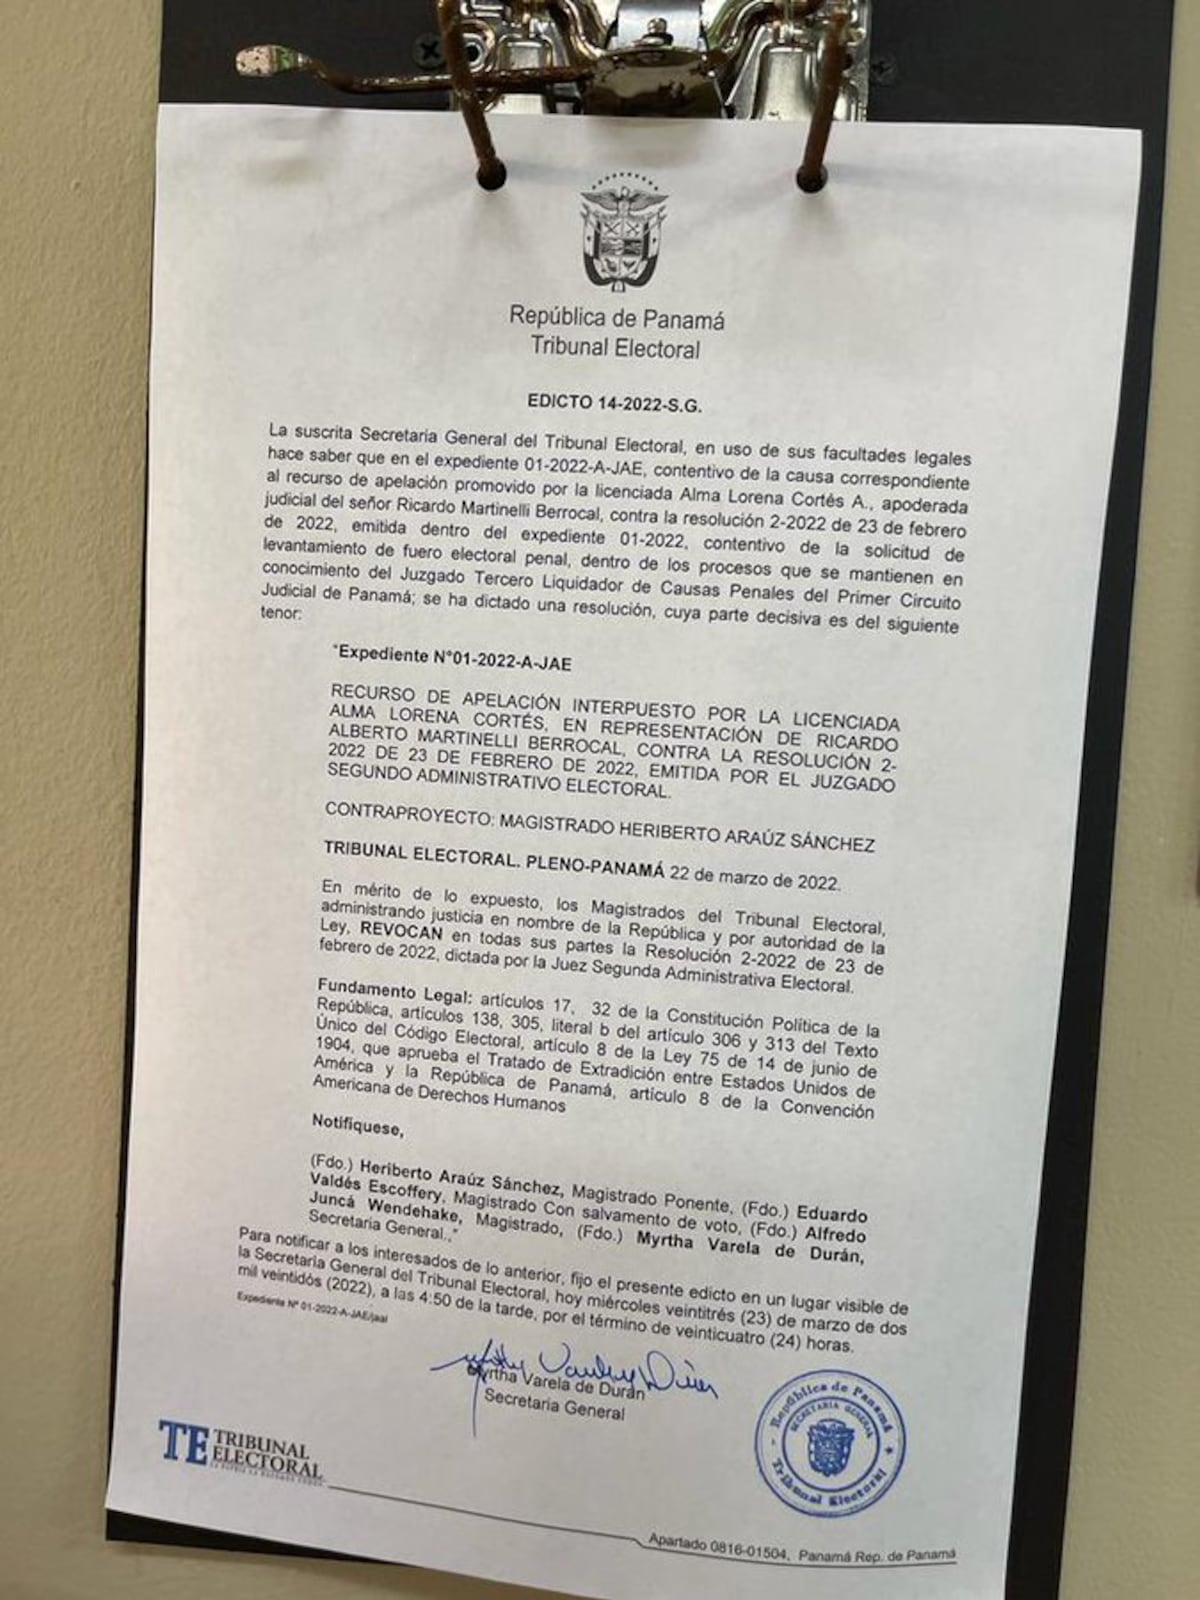 República de Panamá
Tribunal Electoral
EDICTO 14-2022-S.G.
La suscrita Secretaria General del Tribunal Electoral, en uso de sus facultades legales
hace saber que en el expediente 01-2022-A-JAE, contentivo de la causa correspondiente
al recurso de apelación promovido por la licenciada Alma Lorena Cortés A., apoderada
judicial del señor Ricardo Martinelli Berrocal, contra la resolución 2-2022 de 23 de febrero
de 2022, emitida dentro del expediente 01-2022, contentivo de la solicitud de
levantamiento de fuero electoral penal, dentro de los procesos que se mantienen en
conocimiento del Juzgado Tercero Liquidador de Causas Penales del Primer Circuito
Judicial de Panamá; se ha dictado una resolución, cuya parte decisiva es del siguiente
tenor:
"Expediente N°01-2022-A-JAE
RECURSO DE APELACIÓN INTERPUESTO POR LA LICENCIADA
ALMA LORENA CORTÉS, EN REPRESENTACIÓN DE RICARDO
ALBERTO MARTINELLI BERROCAL, CONTRA LA RESOLUCIÓN 2-
2022 DE 23 DE FEBRERO DE 2022, EMITIDA POR EL JUZGADO
SEGUNDO ADMINISTRATIVO ELECTORAL.
CONTRAPROYECTO: MAGISTRADO HERIBERTO ARAÚZ SÁNCHEZ
TRIBUNAL ELECTORAL. PLENO-PANAMÁ 22 de marzo de 2022.
En mérito de lo expuesto, los Magistrados del Tribunal Electoral,
administrando justicia en nombre de la República y por autoridad de la
Ley, REVOCAN en todas sus partes la Resolución 2-2022 de 23 de
febrero de 2022, dictada por la Juez Segunda Administrativa Electoral.
Fundamento Legal: artículos 17, 32 de la Constitución Política de la
República, artículos 138, 305, literal b del artículo 306 y 313 del Texto
Único del Código Electoral, artículo 8 de la Ley 75 de 14 de junio de
1904, que aprueba el Tratado de Extradición entre Estados Unidos de
América y la República de Panamá, artículo 8 de la Convención
Americana de Derechos Humanos
Notifíquese,
(Fdo.) Heriberto Araúz Sánchez, Magistrado Ponente, (Fdo.) Eduardo
Valdés Escoffery, Magistrado Con salvamento de voto, (Fdo.) Alfredo
Juncá Wendehake, Magistrado, (Fdo.) Myrtha Varela de Durán,
Secretaria General.,"
Para notificar a los interesados de lo anterior, fijo el presente edicto en un lugar visible de
la Secretaría General del Tribunal Electoral, hoy miércoles veintitrés (23) de marzo de dos
mil veintidós (2022), a las 4:50 de la tarde, por el término de veinticuatro (24) horas.
Expediente N° 01-2022-A-JAE/jaal
Myrtha Varela de Durán
Secretaria General
República de Panamá
SECRETARIA GENERAL
Tribunal Electoral
TE TRIBUNAL
ELECTORAL
Apartado 0816-01504, Panamá Rep. de Panamá